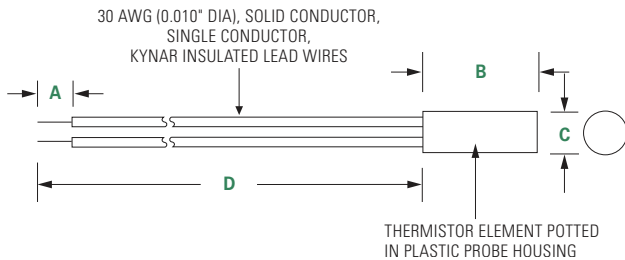 30 AWG (0.010" DIA), SOLID CONDUCTOR,
SINGLE CONDUCTOR,
KYNAR INSULATED LEAD WIRES
A
B
C
D
THERMISTOR ELEMENT POTTED
IN PLASTIC PROBE HOUSING